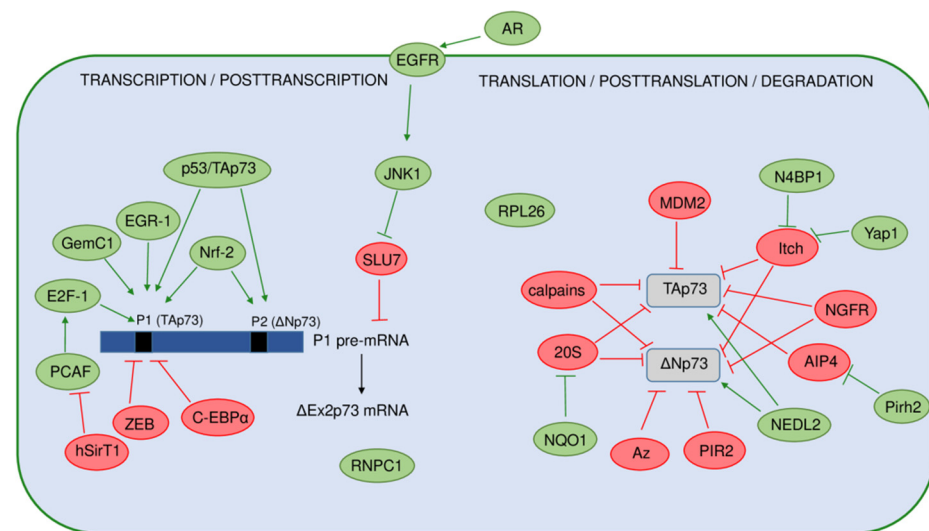 AR
EGFR
TRANSCRIPTION / POSTTRANSCRIPTION
TRANSLATION / POSTTRANSLATION / DEGRADATION
p53/TAp73
JNK1
N4BP1
EGR-1
RPL26
MDM2
GemC1
Nrf-2
SLU7
Itch
Yap1
E2F-1
calpains
TAp73
P1 (TAp73)
P2 (ΔNp73)
NGFR
P1 pre-mRNA
20S
ΔNp73
AIP4
PCAF
ΔEx2p73 mRNA
Pirh2
ZEB
C-EBPα
NQO1
NEDL2
hSirT1
Az
PIR2
RNPC1